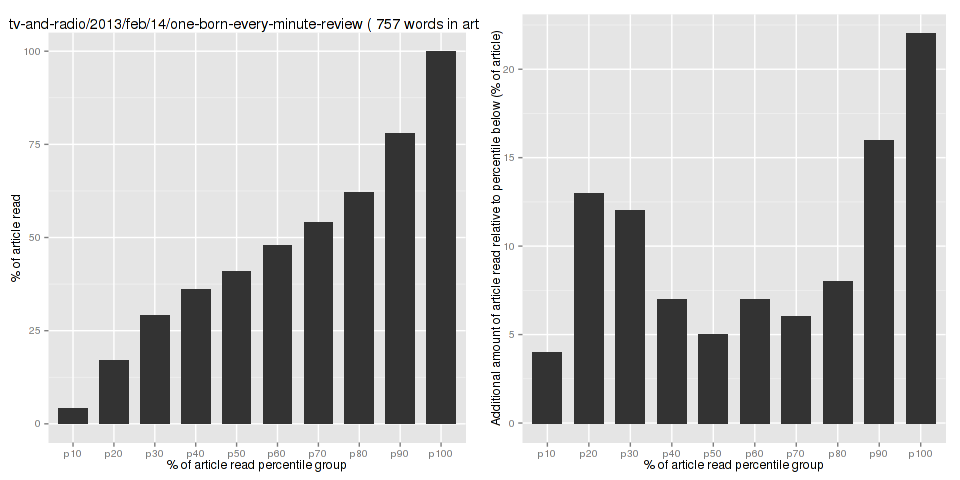 tv-and-radio/2013/feb/14/one-born-every-minute-review ( 757 words in art
% of article read
100
75
50
25
0
p10 p20 p30 p40 p50 p60 p70 p80 p90 p100
% of article read percentile group
Additional amount of article read relative to percentile below (% of article)
20
15
10
5
0
p10 p20 p30 p40 p50 p60 p70 p80 p90 p100
% of article read percentile group